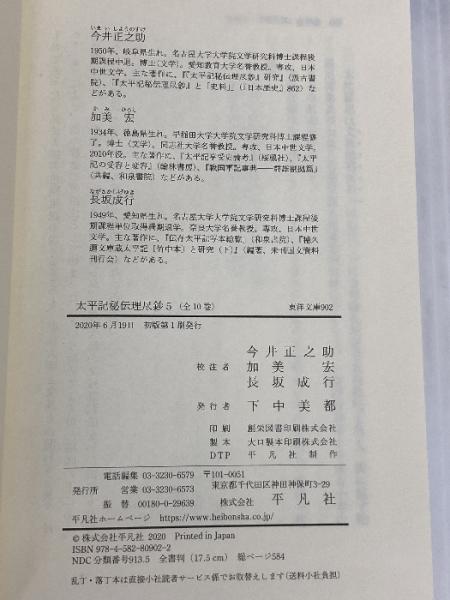 いまいしょうのすけ
今井正之助
1950年、岐阜県生れ。名古屋大学大学院文学研究科博士課程後
期課程中退。博士(文学)。愛知教育大学名誉教授。専攻、日本
中世文学。主な著作に、『『太平記秘伝理尽鈔』研究』(汲古書
院)、「『太平記秘伝理尽鈔』と「史料」」(『日本歴史』862)な
どがある。
かみ ひろし
加美 宏
1934年、徳島県生れ。早稲田大学大学院文学研究科博士課程修
了。博士(文学)。同志社大学名誉教授。専攻、日本中世文学。
2010年没。主な著作に、『太平記享受史論考』(桜風社)、『太平
記の受容と変容』(翰林書房)、『戦国軍記事典――群雄割拠篇』
(共編、和泉書院)などがある。
ながさかしげゆき
長坂成行
1949年、愛知県生れ。名古屋大学大学院文学研究科博士課程後
期課程単位取得満期退学。奈良大学名誉教授。専攻、日本中世
文学。主な著作に、『伝存太平記写本総覧』(和泉書院)、『穂久
邇文庫蔵太平記[竹中本]と研究(下)』(編著、未刊国文資料
刊行会)などがある。
太平記秘伝理尽鈔5(全10巻) 東洋文庫902
2020年6月19日 初版第1刷発行
今井正之助
校注者 加美 宏
長坂成行
発行者 下中美都
印刷 創栄図書印刷株式会社
製本 大口製本印刷株式会社
DTP 平凡社制作
電話編集 03-3230-6579 〒101-0051
発行所 営業 03-3230-6573 東京都千代田区神田神保町3-29
振替 00180-0-29639 株式会社 平凡社
平凡社ホームページ https://www.heibonsha.co.jp/
© 株式会社平凡社 2020 Printed in Japan
ISBN 978-4-582-80902-2
NDC分類番号913.5 全書判(17.5cm) 総ページ584
乱丁・落丁本は直接小社読者サービス係でお取替えします(送料小社負担)